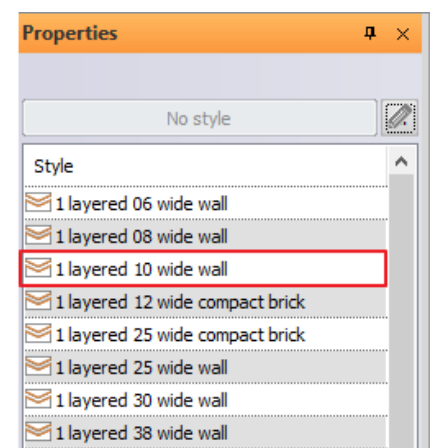 Properties
No style
Style
1 layered 06 wide wall
1 layered 08 wide wall
1 layered 10 wide wall
1 layered 12 wide compact brick
1 layered 25 wide compact brick
1 layered 25 wide wall
1 layered 30 wide wall
1 layered 38 wide wall